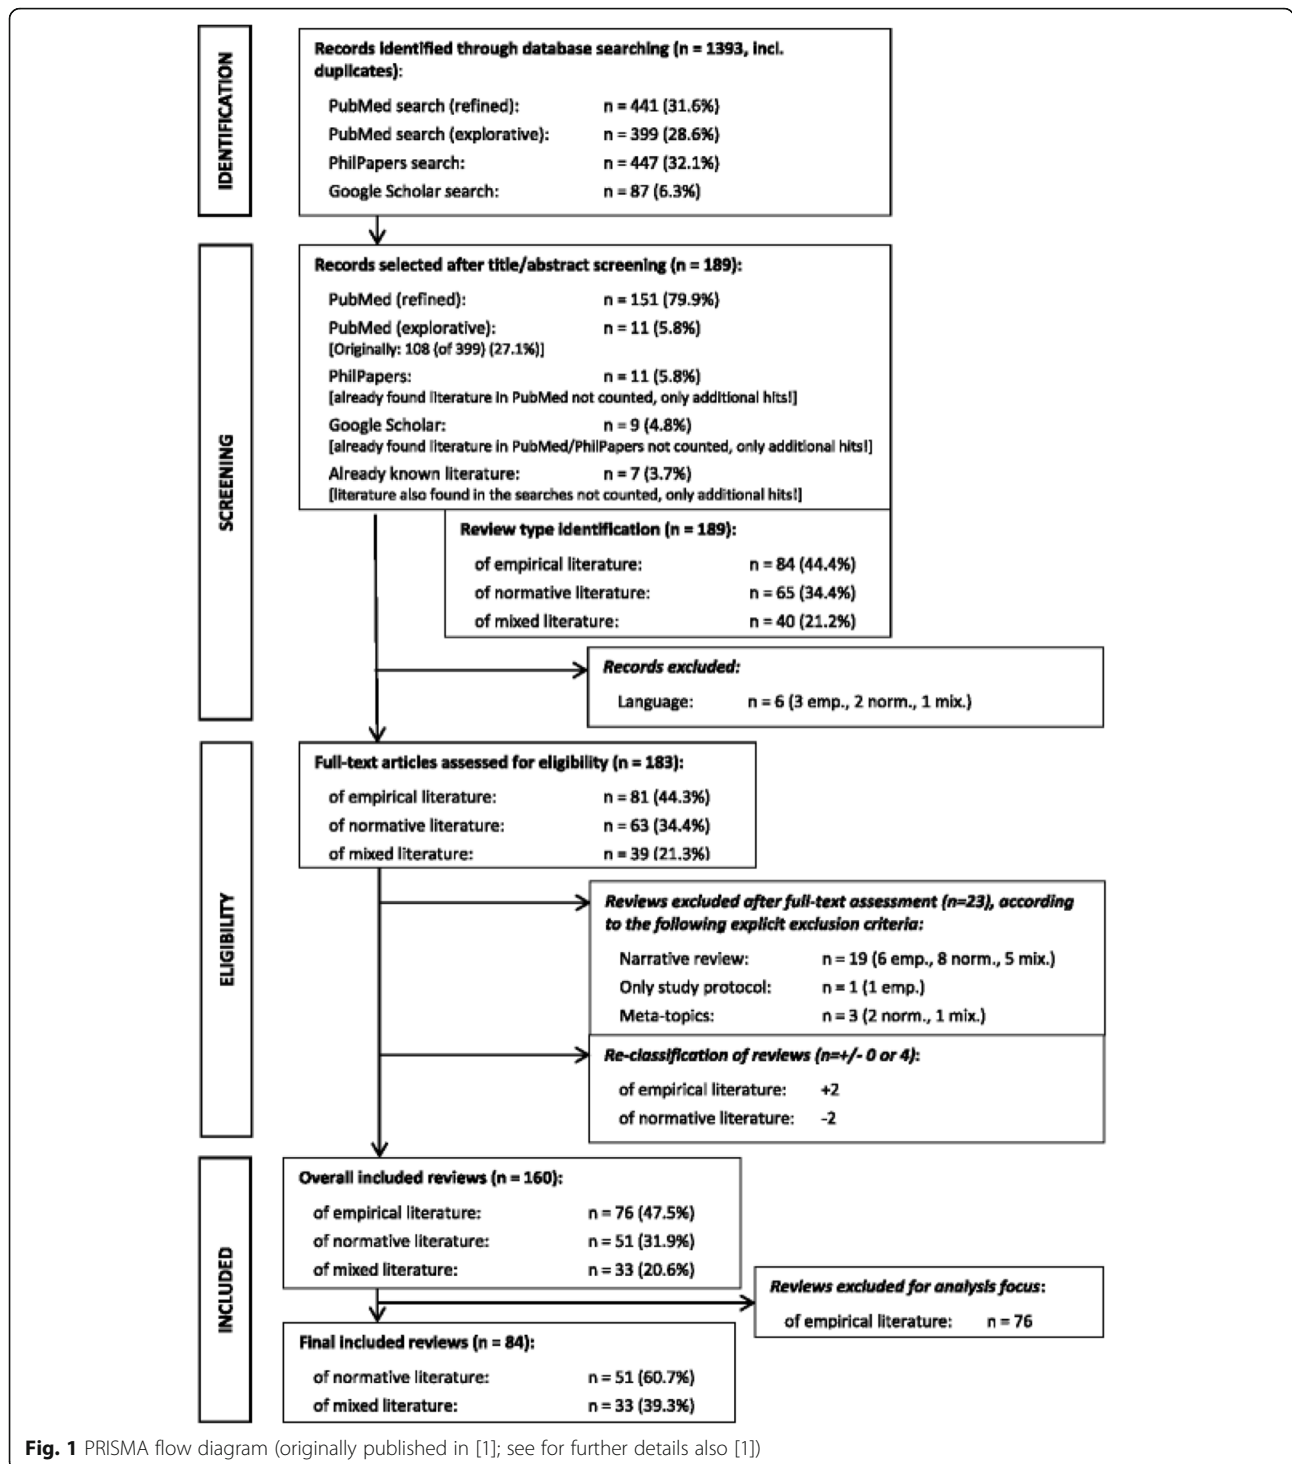 IDENTIFICATION
Records identified through database searching (n = 1393, incl.
duplicates):
PubMed search (refined): n = 441 (31.6%)
PubMed search (explorative): n = 399 (28.6%)
PhilPapers search: n = 447 (32.1%)
Google Scholar search: n = 87 (6.3%)
SCREENING
Records selected after title/abstract screening (n = 189):
PubMed (refined): n = 151 (79.9%)
PubMed (explorative): n = 11 (5.8%)
[Originally: 108 (of 399) (27.1%)]
PhilPapers: n = 11 (5.8%)
[already found literature in PubMed not counted, only additional hits!]
Google Scholar: n = 9 (4.8%)
[already found literature in PubMed/PhilPapers not counted, only additional hits!]
Already known literature: n = 7 (3.7%)
[literature also found in the searches not counted, only additional hits!]
Review type identification (n = 189):
of empirical literature: n = 84 (44.4%)
of normative literature: n = 65 (34.4%)
of mixed literature: n = 40 (21.2%)
Records excluded:
Language: n = 6 (3 emp., 2 norm., 1 mix.)
ELIGIBILITY
Full-text articles assessed for eligibility (n = 183):
of empirical literature: n = 81 (44.3%)
of normative literature: n = 63 (34.4%)
of mixed literature: n = 39 (21.3%)
Reviews excluded after full-text assessment (n=23), according
to the following explicit exclusion criteria:
Narrative review: n = 19 (6 emp., 8 norm., 5 mix.)
Only study protocol: n = 1 (1 emp.)
Meta-topics: n = 3 (2 norm., 1 mix.)
Re-classification of reviews (n=+/- 0 or 4):
of empirical literature: +2
of normative literature: -2
INCLUDED
Overall included reviews (n = 160):
of empirical literature: n = 76 (47.5%)
of normative literature: n = 51 (31.9%)
of mixed literature: n = 33 (20.6%)
Reviews excluded for analysis focus:
of empirical literature: n = 76
Final included reviews (n = 84):
of normative literature: n = 51 (60.7%)
of mixed literature: n = 33 (39.3%)
Fig. 1 PRISMA flow diagram (originally published in [1]; see for further details also [1])